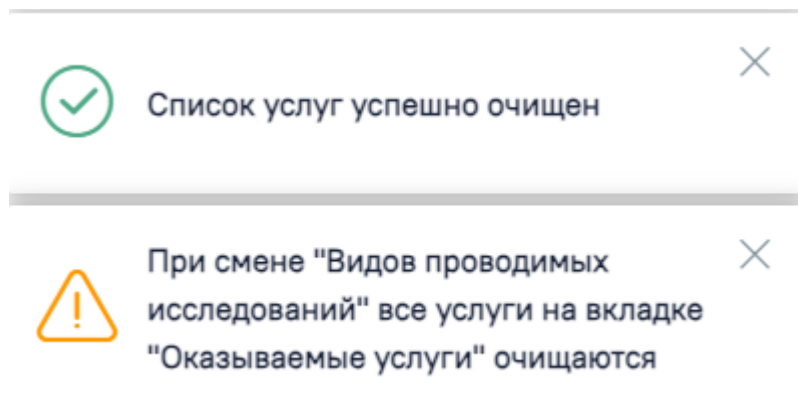 Список услуг успешно очищен
При смене "Видов проводимых
исследований" все услуги на вкладке
"Оказываемые услуги" очищаются